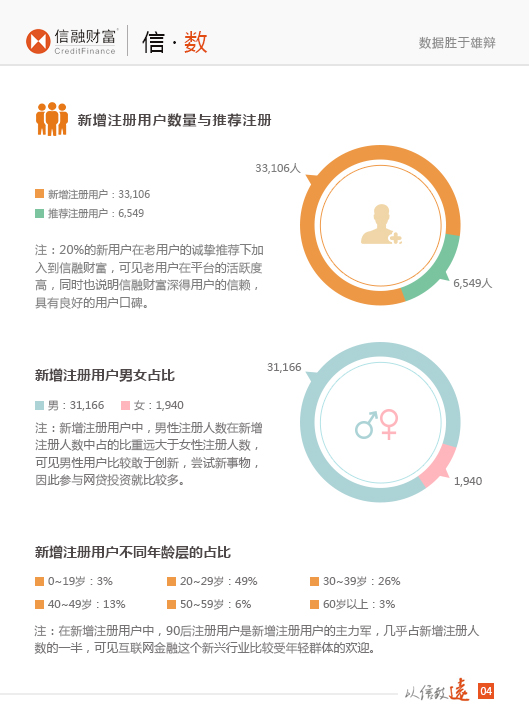 信融财富
CreditFinance
信·数
数据胜于雄辩
新增注册用户数量与推荐注册
33,106人
新增注册用户：33,106
推荐注册用户：6,549
注：20%的新用户在老用户的诚挚推荐下加
入到信融财富，可见老用户在平台的活跃度
高，同时也说明信融财富深得用户的信赖，
具有良好的用户口碑。
6,549人
31,166
新增注册用户男女占比
男：31,166 女：1,940
注：新增注册用户中，男性注册人数在新增
注册人数中占的比重远大于女性注册人数，
可见男性用户比较敢于创新，尝试新事物，
因此参与网贷投资就比较多。
1,940
新增注册用户不同年龄层的占比
0~19岁：3% 20~29岁：49% 30~39岁：26%
40~49岁：13% 50~59岁：6% 60岁以上：3%
注：在新增注册用户中，90后注册用户是新增注册用户的主力军，几乎占新增注册人
数的一半，可见互联网金融这个新兴行业比较受年轻群体的欢迎。
从信致远 04